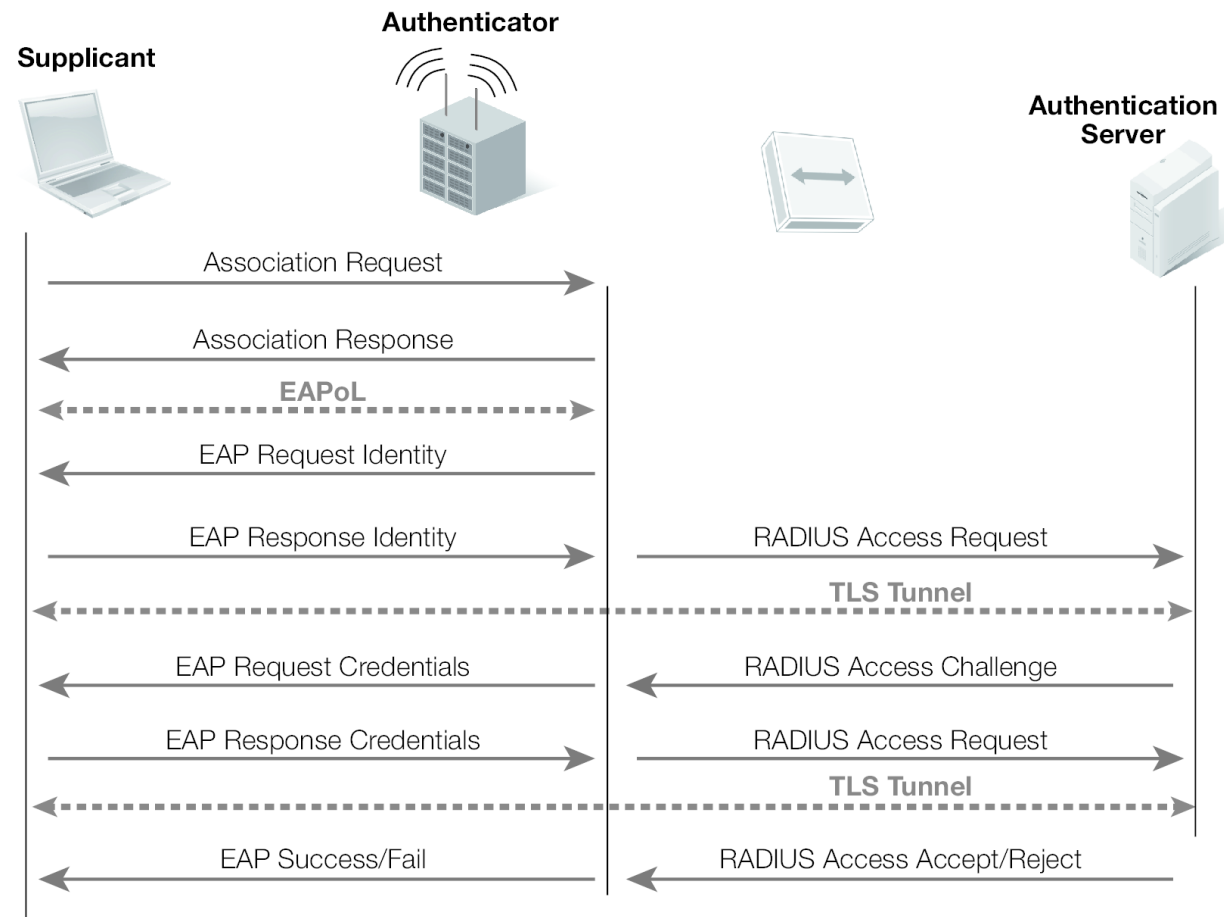 Authenticator
Supplicant
Authentication
Server
Association Request
Association Response
EAPoL
EAP Request Identity
EAP Response Identity
RADIUS Access Request
TLS Tunnel
EAP Request Credentials
RADIUS Access Challenge
EAP Response Credentials
RADIUS Access Request
TLS Tunnel
EAP Success/Fail
RADIUS Access Accept/Reject